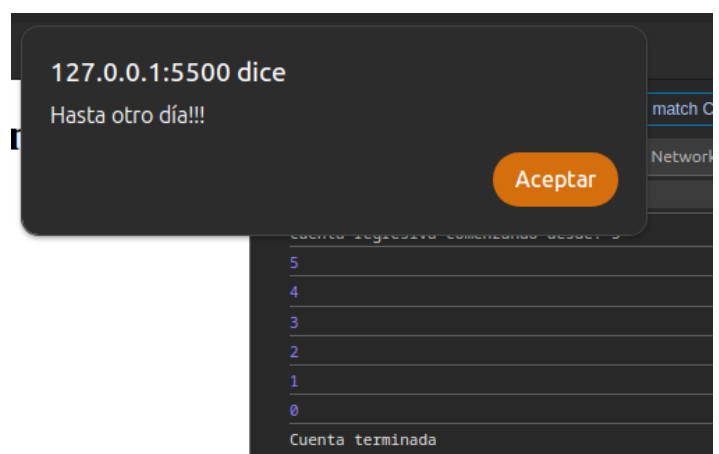 127.0.0.1:5500 dice
Hasta otro día!!!
Aceptar
match C
Network
5
4
3
2
1
0
Cuenta terminada